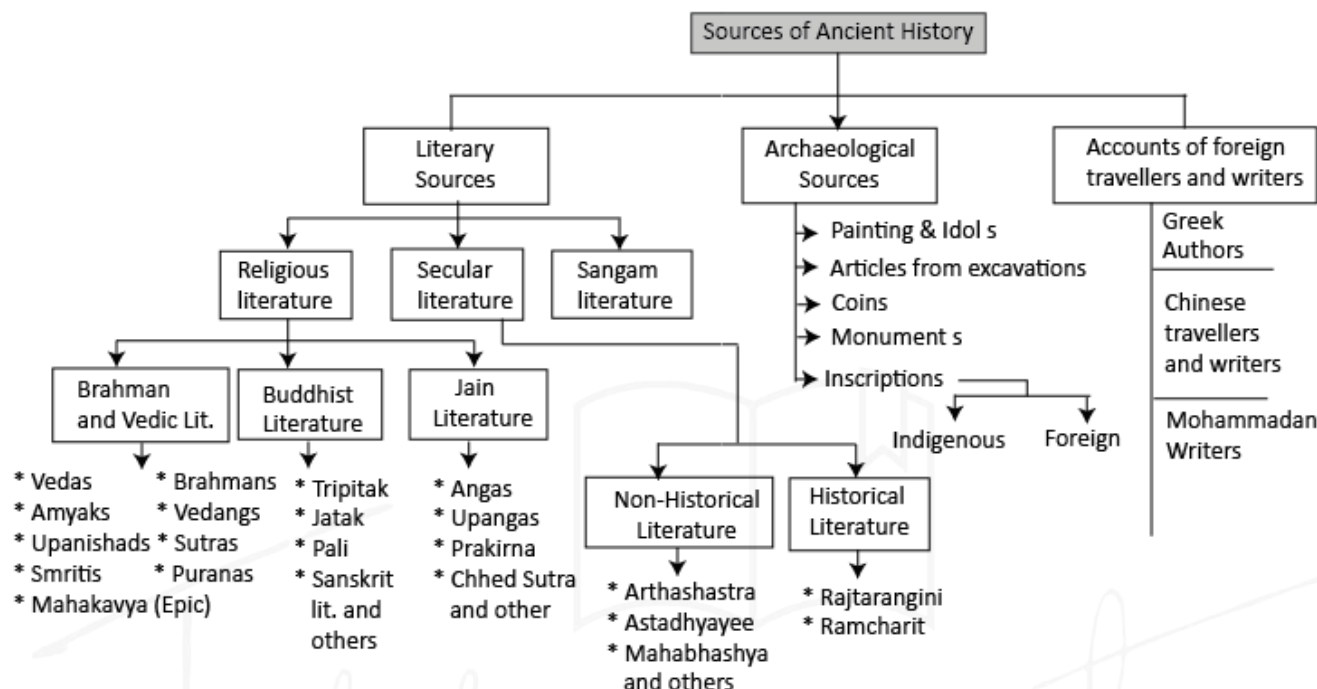 Sources of Ancient History
Literary
Sources
Archaeological
Sources
Accounts of foreign
travellers and writers
Religious
literature
Secular
literature
Sangam
literature
Painting & Idol s
Articles from excavations
Coins
Monument s
Inscriptions
Indigenous
Foreign
Greek
Authors
Chinese
travellers
and writers
Mohammadan
Writers
Brahman
and Vedic Lit.
Buddhist
Literature
Jain
Literature
* Vedas
* Amyaks
* Upanishads
* Smritis
* Mahakavya (Epic)
* Brahmans
* Vedangs
* Sutras
* Puranas
* Tripitak
* Jatak
* Pali
* Sanskrit
lit. and
others
* Angas
* Upangas
* Prakirna
* Chhed Sutra
and other
Non-Historical
Literature
Historical
Literature
* Arthashastra
* Astadhyayee
* Mahabhashya
and others
* Rajtarangini
* Ramcharit